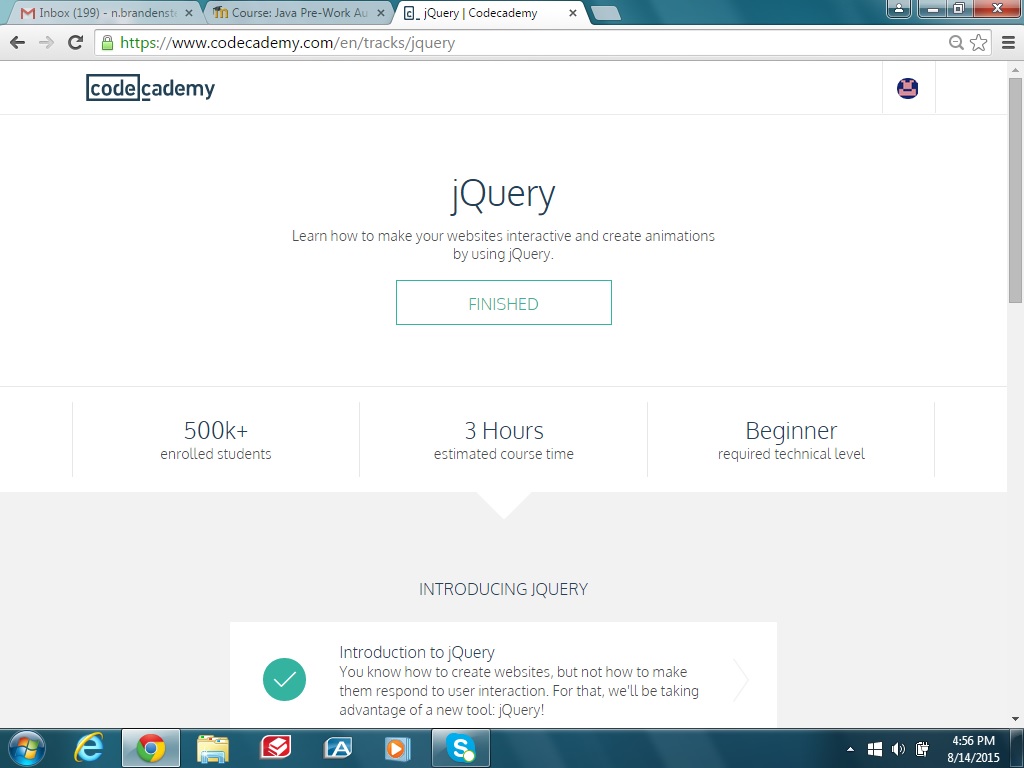 Inbox (199) - n.brandenste
Course: Java Pre-Work Au
jQuery | Codecademy
https://www.codecademy.com/en/tracks/jquery
codecademy
jQuery
Learn how to make your websites interactive and create animations
by using jQuery.
FINISHED
500k+
enrolled students
3 Hours
estimated course time
Beginner
required technical level
INTRODUCING JQUERY
Introduction to jQuery
You know how to create websites, but not how to make
them respond to user interaction. For that, we'll be taking
advantage of a new tool: jQuery!
4:56 PM
8/14/2015